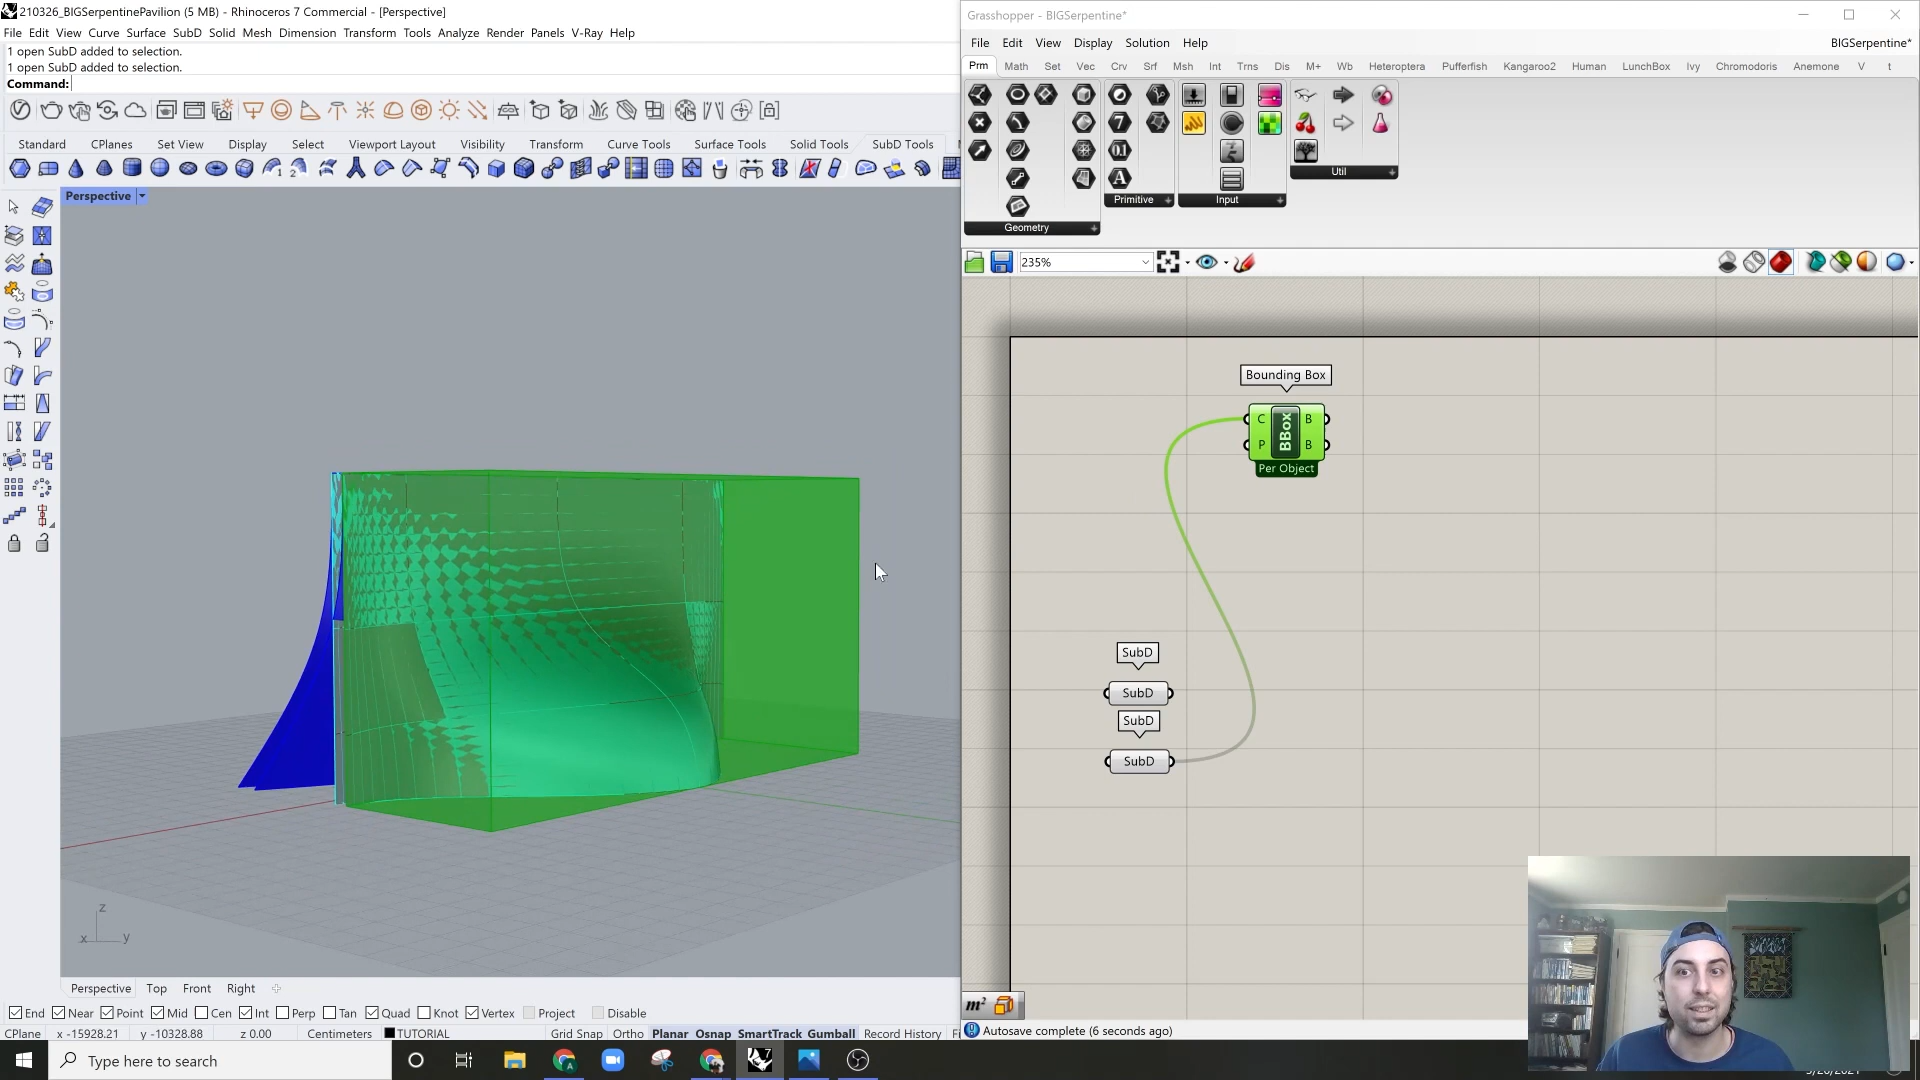 210326_BIGSerpentinePavilion (5 MB) - Rhinoceros 7 Commercial - [Perspective]
File Edit View Curve Surface SubD Solid Mesh Dimension Transform Tools Analyze Render Panels V-Ray Help
1 open SubD added to selection.
1 open SubD added to selection.
Command:
Standard CPlanes Set View Display Select Viewport Layout Visibility Transform Curve Tools Surface Tools Solid Tools SubD Tools
Perspective
z
x y
Perspective Top Front Right
End Near Point Mid Cen Int Perp Tan Quad Knot Vertex Project Disable
CPlane x -15928.21 y -10328.88 z 0.00 Centimeters TUTORIAL Grid Snap Ortho Planar Osnap SmartTrack Gumball Record History
Type here to search
Grasshopper - BIGSerpentine*
File Edit View Display Solution Help
BIGSerpentine*
Prm Math Set Vec Crv Srf Msh Int Trns Dis M+ Wb Heteroptera Pufferfish Kangaroo2 Human LunchBox Ivy Chromodoris Anemone V t
Geometry
Primitive
Input
Util
235%
Bounding Box
C BBox B
P B
Per Object
SubD
SubD
SubD
SubD
m²
Autosave complete (6 seconds ago)